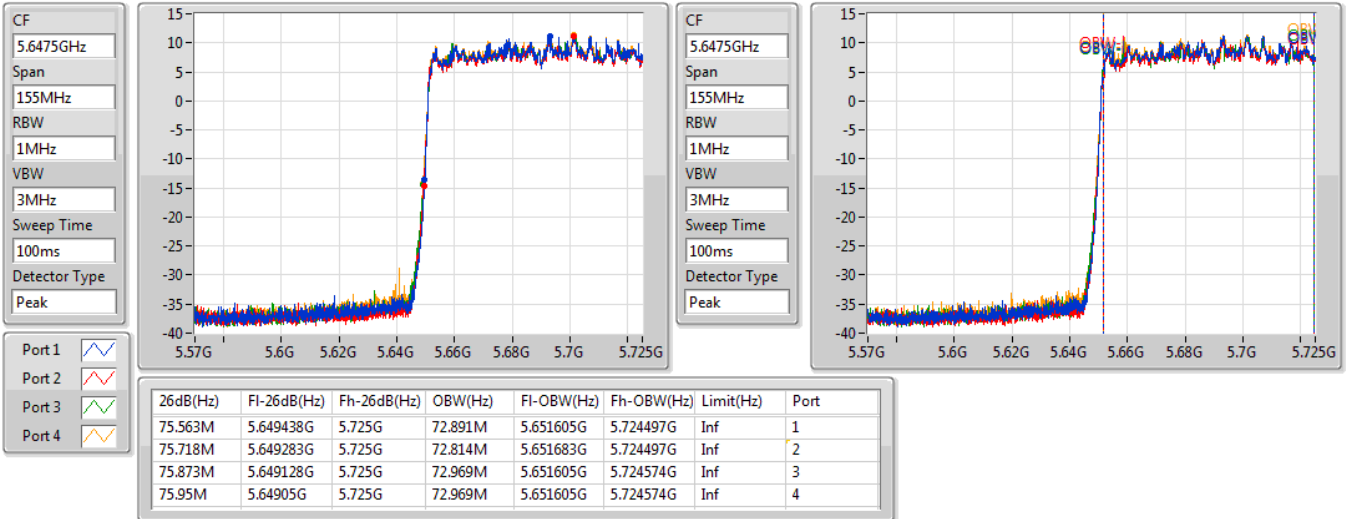 CF
5.6475GHz
Span
155MHz
RBW
1MHz
VBW
3MHz
Sweep Time
100ms
Detector Type
Peak
15
10
5
0
-5
-10
-15
-20
-25
-30
-35
-40
5.57G 5.6G 5.62G 5.64G 5.66G 5.68G 5.7G 5.725G
CF
5.6475GHz
Span
155MHz
RBW
1MHz
VBW
3MHz
Sweep Time
100ms
Detector Type
Peak
15
10
5
0
-5
-10
-15
-20
-25
-30
-35
-40
OBW
OBW
5.57G 5.6G 5.62G 5.64G 5.66G 5.68G 5.7G 5.725G
Port 1
Port 2
Port 3
Port 4
26dB(Hz) Fl-26dB(Hz) Fh-26dB(Hz) OBW(Hz) Fl-OBW(Hz) Fh-OBW(Hz) Limit(Hz) Port
75.563M 5.649438G 5.725G 72.891M 5.651605G 5.724497G Inf 1
75.718M 5.649283G 5.725G 72.814M 5.651683G 5.724497G Inf 2
75.873M 5.649128G 5.725G 72.969M 5.651605G 5.724574G Inf 3
75.95M 5.64905G 5.725G 72.969M 5.651605G 5.724574G Inf 4